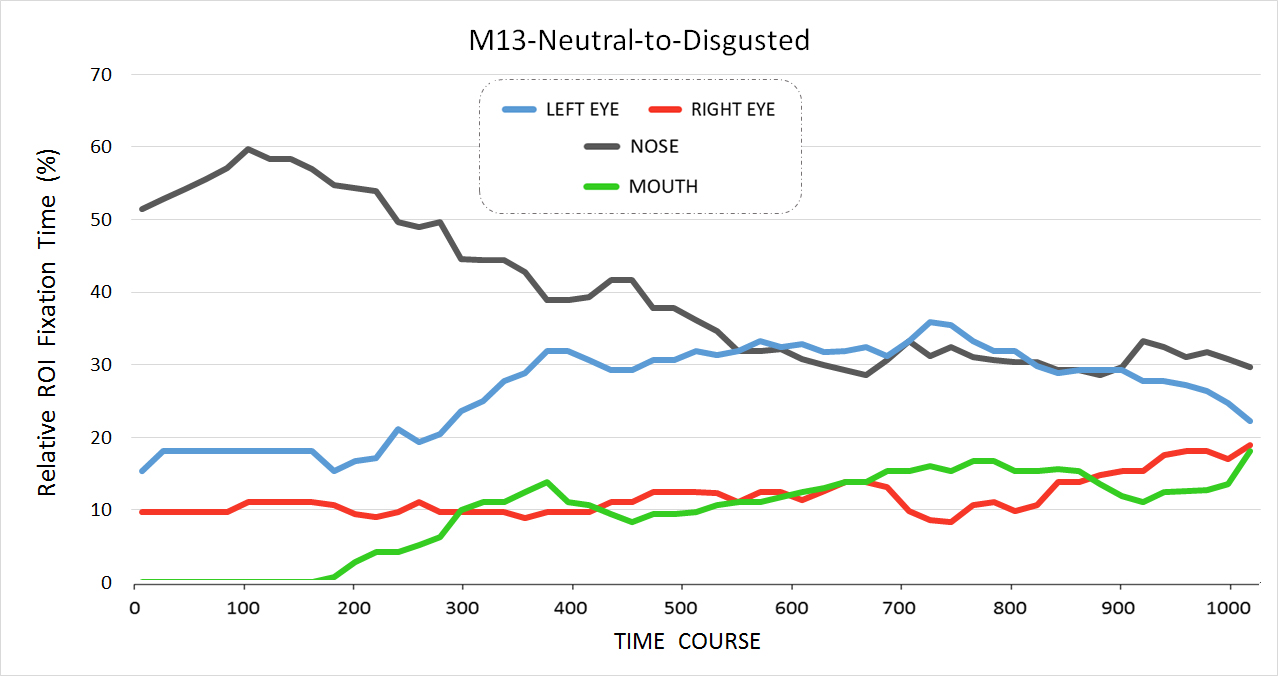 M13-Neutral-to-Disgusted
70
60
50
40
30
20
10
0
Relative ROI Fixation Time (%)
LEFT EYE RIGHT EYE
NOSE
MOUTH
0 100 200 300 400 500 600 700 800 900 1000
TIME COURSE